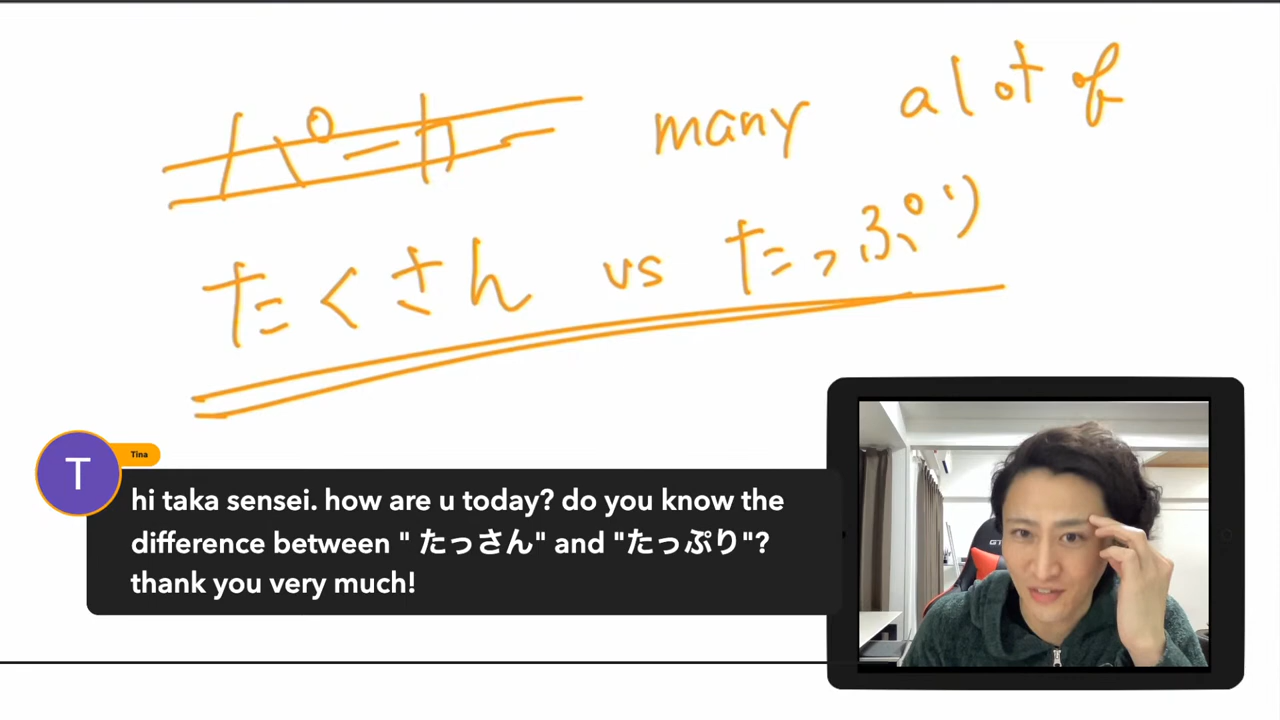 パーカー
many a lot of
たくさん vs たっぷり
T
Tina
hi taka sensei. how are u today? do you know the
difference between " たっさん" and "たっぷり"?
thank you very much!
GT